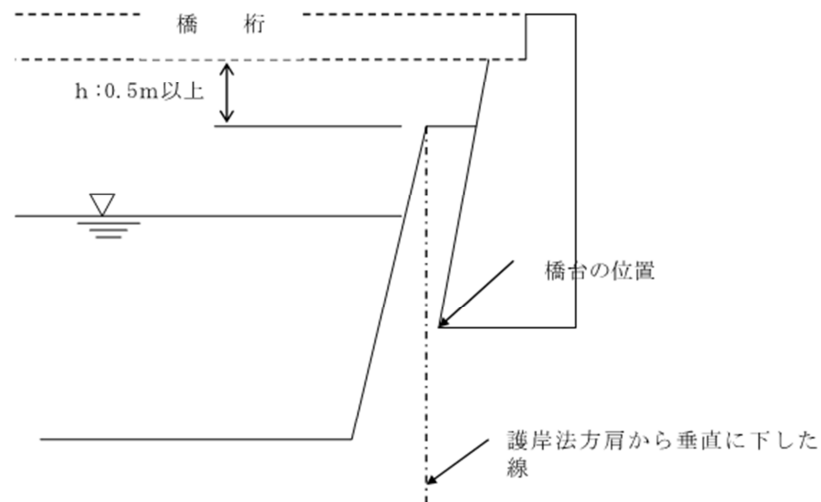 橋　桁
h：0.5m以上
橋台の位置
護岸法方肩から垂直に下した
線